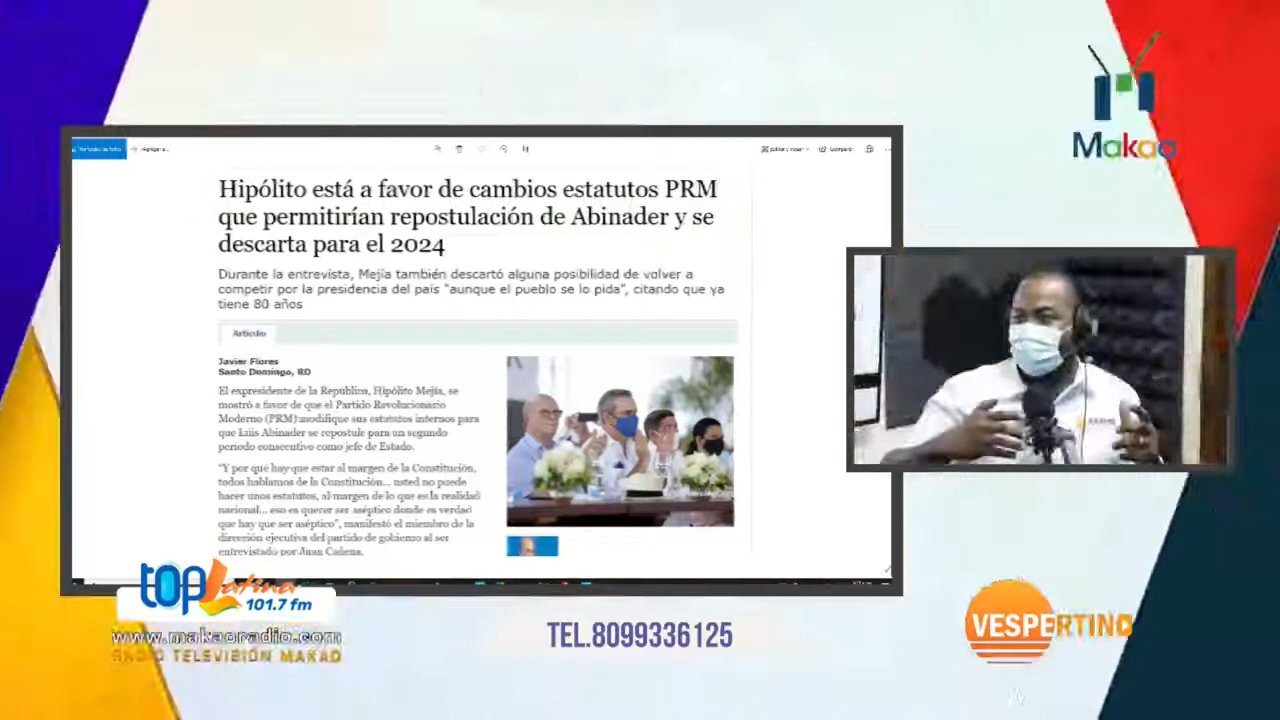 Makao
Hipólito está a favor de cambios estatutos PRM
que permitirían repostulación de Abinader y se
descarta para el 2024
Durante la entrevista, Mejía también descartó alguna posibilidad de volver a
competir por la presidencia del país "aunque el pueblo se lo pida", citando que ya
tiene 80 años
Artículo
Javier Flores
Santo Domingo, RD
El expresidente de la República, Hipólito Mejía, se
mostró a favor de que el Partido Revolucionario
Moderno (PRM) modifique sus estatutos internos para
que Luis Abinader se repostule para un segundo
periodo consecutivo como jefe de Estado.
"Y por qué hay que estar al margen de la Constitución,
todos hablamos de la Constitución... usted no puede
hacer unos estatutos, al margen de lo que es la realidad
nacional... eso es querer ser aséptico donde es verdad
que hay que ser aséptico", manifestó el miembro de la
dirección ejecutiva del partido de gobierno al ser
entrevistado por Juan Cadena.
top Latina
101.7 fm
www.makaoradio.com
RADIO TELEVISIÓN MAKAO
TEL.8099336125
VESPERTINO